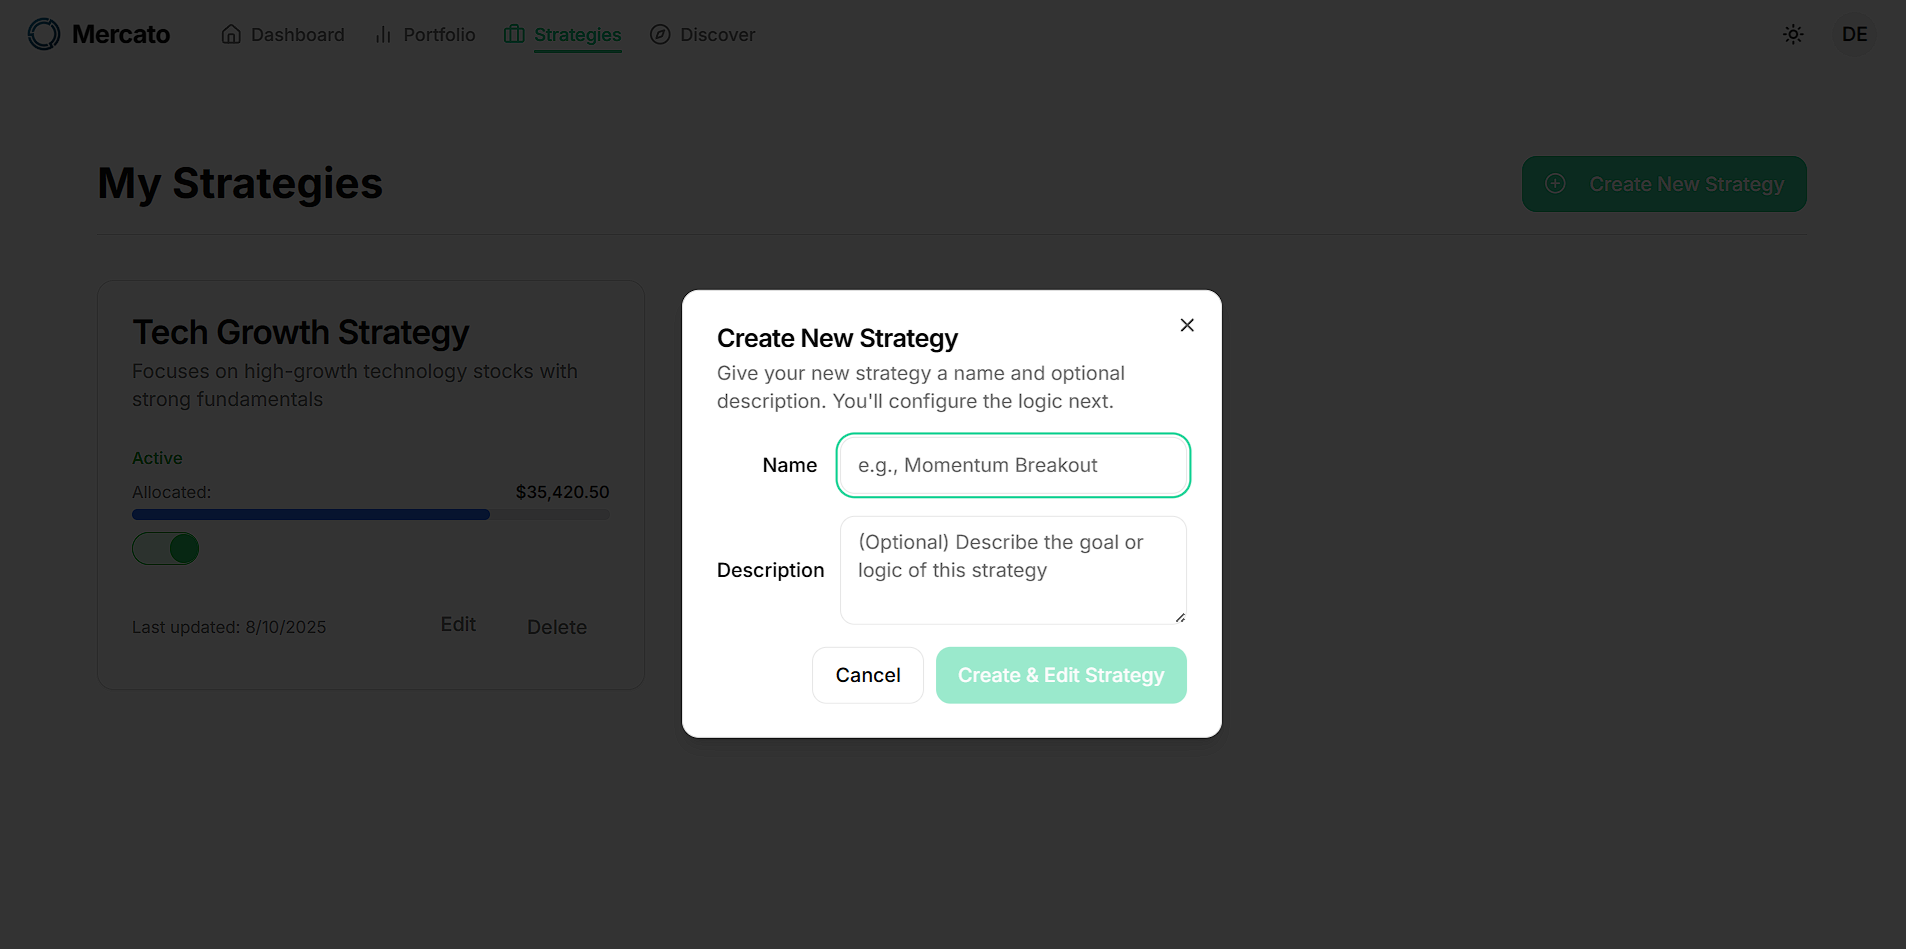 Mercato
Dashboard
Portfolio
Strategies
Discover
DE
My Strategies
Create New Strategy
Tech Growth Strategy
Focuses on high-growth technology stocks with
strong fundamentals
Active
Allocated:
$35,420.50
Last updated: 8/10/2025
Edit
Delete
Create New Strategy
Give your new strategy a name and optional
description. You'll configure the logic next.
Name
e.g., Momentum Breakout
Description
(Optional) Describe the goal or
logic of this strategy
Cancel
Create & Edit Strategy